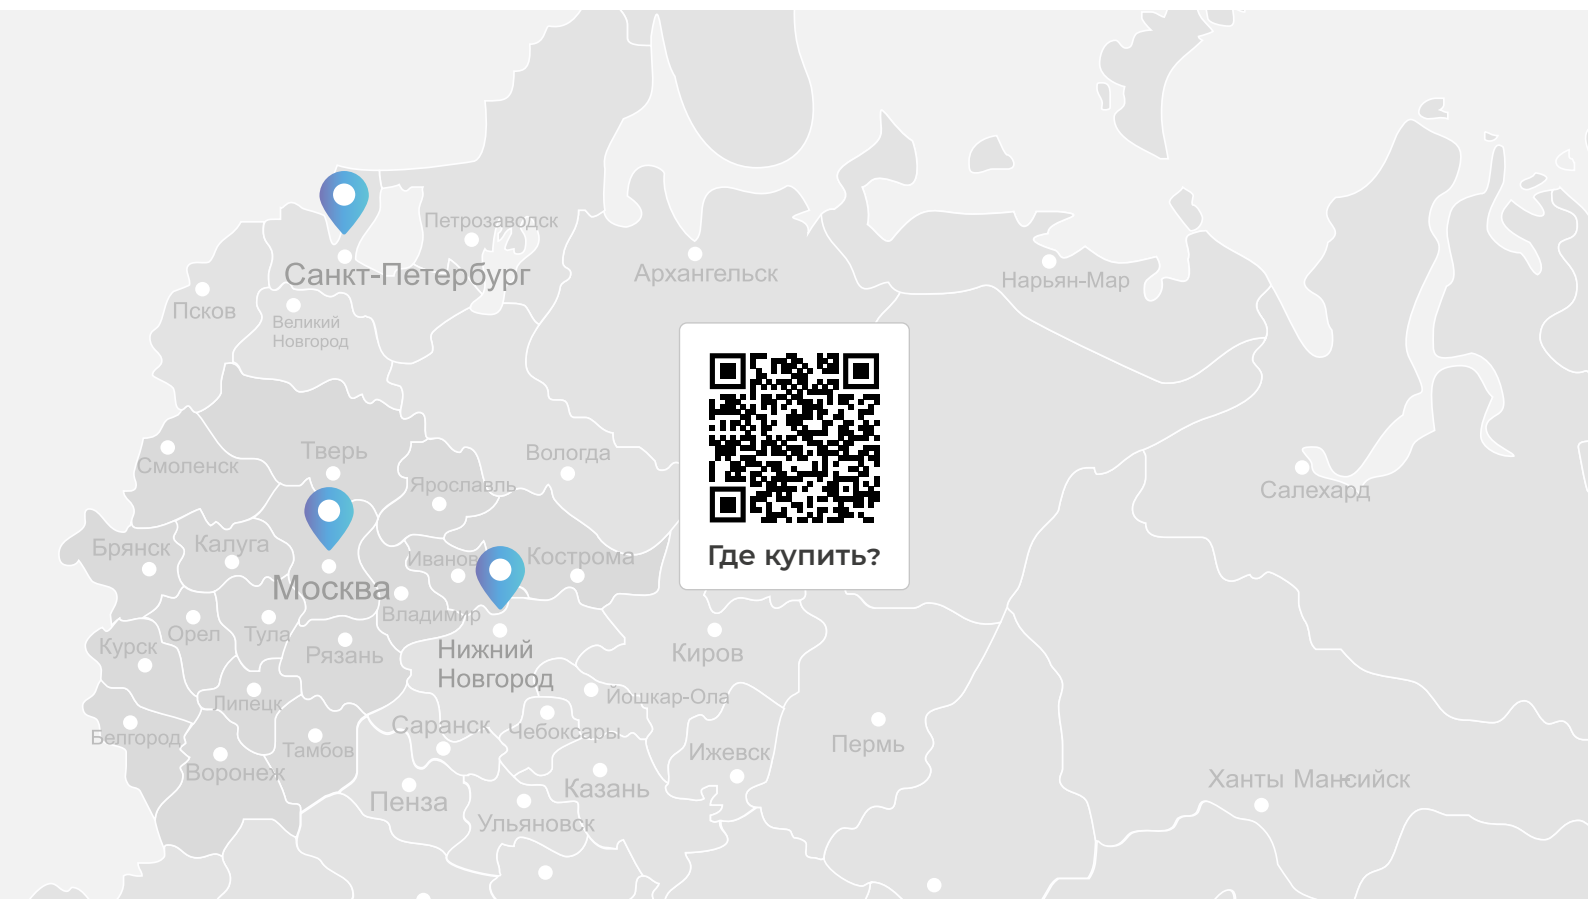 Петрозаводск
Санкт-Петербург
Архангельск
Нарьян-Мар
Псков
Великий
Новгород
Тверь
Вологда
Смоленск
Ярославль
Салехард
Калуга
Брянск
Иванов
Кострома
Где купить?
Москва
Владимир
Орел
Тула
Курск
Рязань
Нижний
Новгород
Киров
Йошкар-Ола
Липецк
Саранск
Чебоксары
Белгород
Тамбов
Ижевск
Пермь
Воронеж
Ханты Мансийск
Казань
Пенза
Ульяновск